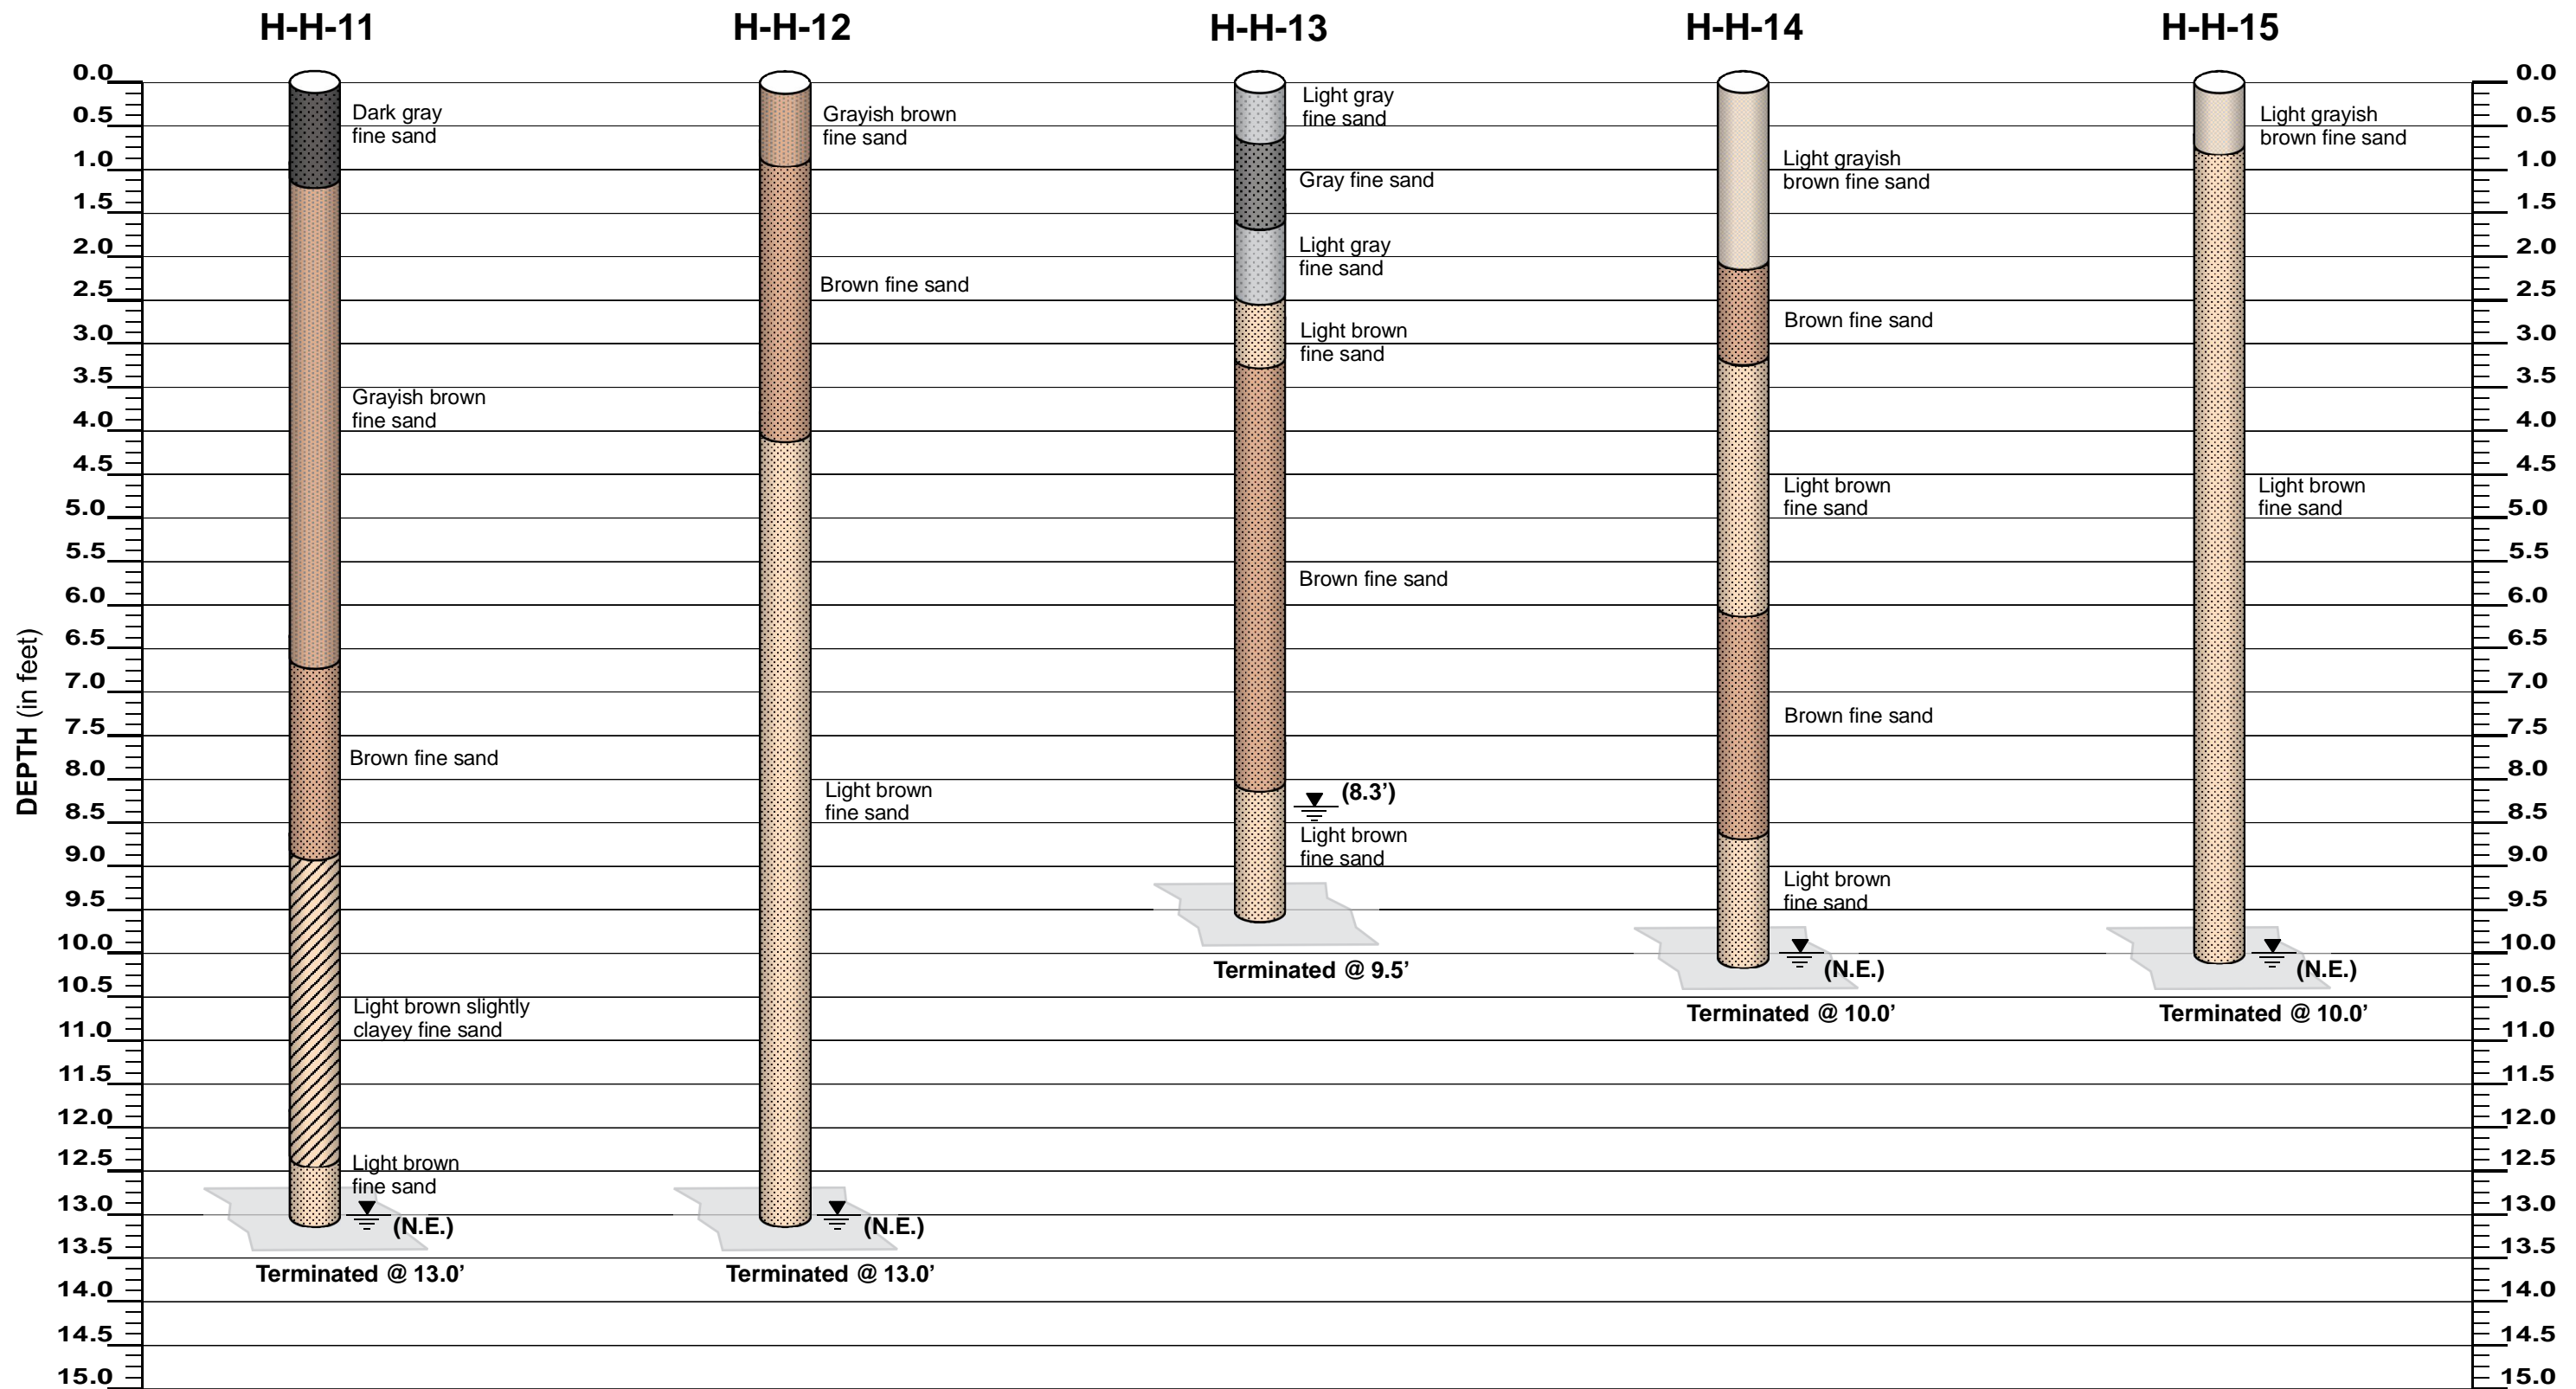 H-H-11 H-H-12 H-H-13 H-H-14 H-H-15
DEPTH (in feet)
0.0
0.5
1.0
1.5
2.0
2.5
3.0
3.5
4.0
4.5
5.0
5.5
6.0
6.5
7.0
7.5
8.0
8.5
9.0
9.5
10.0
10.5
11.0
11.5
12.0
12.5
13.0
13.5
14.0
14.5
15.0
Dark gray
fine sand
Grayish brown
fine sand
Brown fine sand
Light brown slightly
clayey fine sand
Light brown
fine sand
(N.E.)
Terminated @ 13.0’
Grayish brown
fine sand
Brown fine sand
Light brown
fine sand
(N.E.)
Terminated @ 13.0’
Light gray
fine sand
Gray fine sand
Light gray
fine sand
Light brown
fine sand
Brown fine sand
(8.3’)
Light brown
fine sand
Terminated @ 9.5’
Light grayish
brown fine sand
Brown fine sand
Light brown
fine sand
Brown fine sand
Light brown
fine sand
(N.E.)
Terminated @ 10.0’
Light grayish
brown fine sand
Light brown
fine sand
(N.E.)
Terminated @ 10.0’
0.0
0.5
1.0
1.5
2.0
2.5
3.0
3.5
4.0
4.5
5.0
5.5
6.0
6.5
7.0
7.5
8.0
8.5
9.0
9.5
10.0
10.5
11.0
11.5
12.0
12.5
13.0
13.5
14.0
14.5
15.0